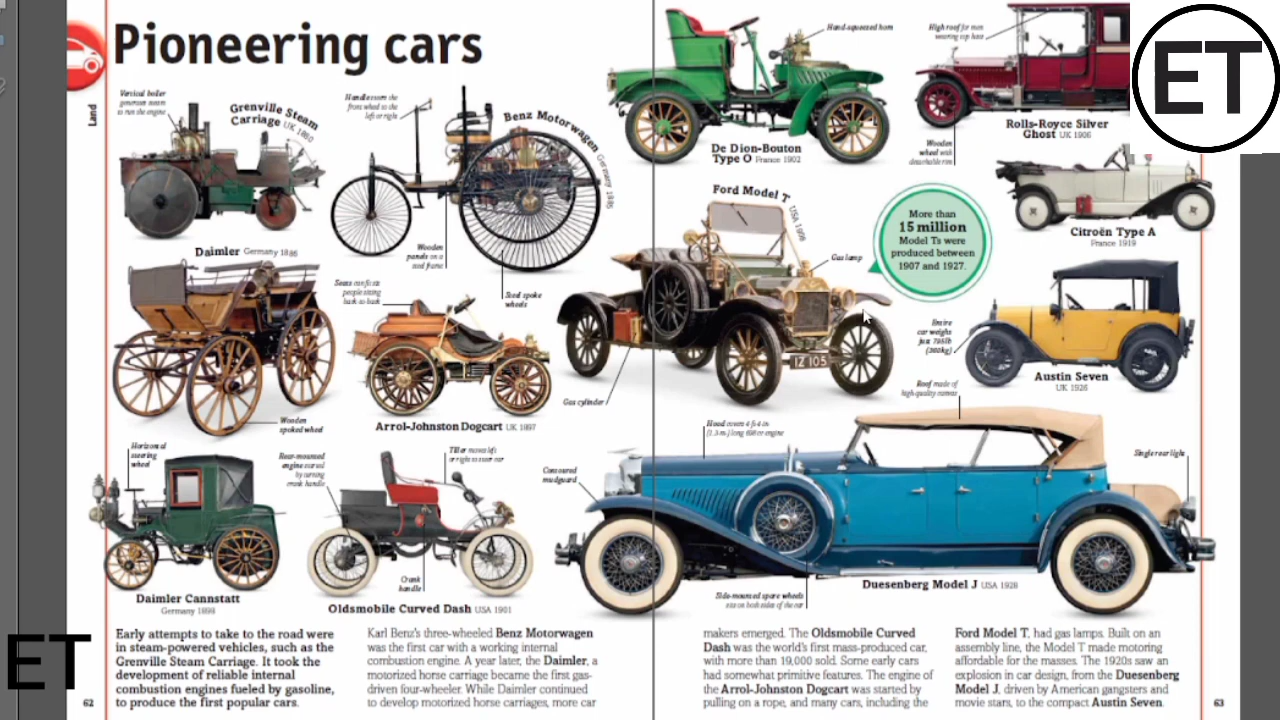 Pioneering cars
ET
Land
Vertical boiler
generates steam
to run the engine
Grenville Steam
Carriage UK 1880
Handle steers the
front wheel to the
left or right
Benz Motorwagen Germany 1886
Wooden
panels on a
steel frame
Steel spoke
wheels
Hand-squeezed horn
De Dion-Bouton
Type O France 1902
High roof for men
wearing top hats
Rolls-Royce Silver
Ghost UK 1906
Wooden
wheel with
detachable rim
Daimler Germany 1886
Wooden
spoked wheel
Seats configured
people sitting
back to back
Arrol-Johnston Dogcart UK 1897
Ford Model T USA 1908
Gas lamp
IZ 105
Gas cylinder
More than
15 million
Model Ts were
produced between
1907 and 1927.
Citroën Type A
France 1919
Entire
car weighs
just
Austin Seven
UK 1926
Horizontal
steering
wheel
Daimler Cannstatt
Germany 1898
Rear-mounted
engine started
by turning
crank handle
Tiller moves left
or right to steer car
Crank
handle
Oldsmobile Curved Dash USA 1901
Contoured
mudguard
Hood covers
long engine
Roof made of
high-quality canvas
Single rear light
Side-mounted spare wheels
on both sides of the car
Duesenberg Model J USA 1928
Early attempts to take to the road were
in steam-powered vehicles, such as the
Grenville Steam Carriage. It took the
development of reliable internal
combustion engines fueled by gasoline,
to produce the first popular cars.
Karl Benz's three-wheeled Benz Motorwagen
was the first car with a working internal
combustion engine. A year later, the Daimler, a
motorized horse carriage became the first gas-
driven four-wheeler. While Daimler continued
to develop motorized horse carriages, more car
makers emerged. The Oldsmobile Curved
Dash was the world's first mass-produced car,
with more than 19,000 sold. Some early cars
had somewhat primitive features. The engine of
the Arrol-Johnston Dogcart was started by
pulling on a rope, and many cars, including the
Ford Model T, had gas lamps. Built on an
assembly line, the Model T made motoring
affordable for the masses. The 1920s saw an
explosion in car design, from the Duesenberg
Model J, driven by American gangsters and
movie stars, to the compact Austin Seven.
ET
62
63